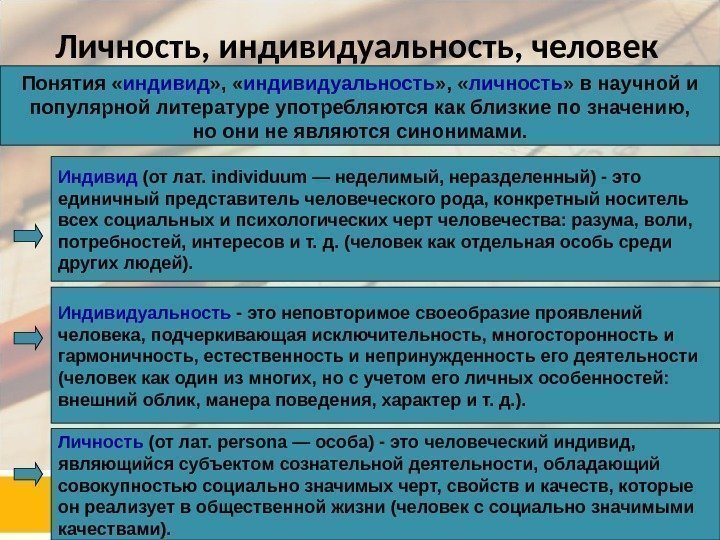 Личность, индивидуальность, человек
Понятия «индивид», «индивидуальность», «личность» в научной и
популярной литературе употребляются как близкие по значению,
но они не являются синонимами.
Индивид (от лат. individuum — неделимый, неразделенный) - это
единичный представитель человеческого рода, конкретный носитель
всех социальных и психологических черт человечества: разума, воли,
потребностей, интересов и т. д. (человек как отдельная особь среди
других людей).
Индивидуальность - это неповторимое своеобразие проявлений
человека, подчеркивающая исключительность, многосторонность и
гармоничность, естественность и непринужденность его деятельности
(человек как один из многих, но с учетом его личных особенностей:
внешний облик, манера поведения, характер и т. д.).
Личность (от лат. persona — особа) - это человеческий индивид,
являющийся субъектом сознательной деятельности, обладающий
совокупностью социально значимых черт, свойств и качеств, которые
он реализует в общественной жизни (человек с социально значимыми
качествами).